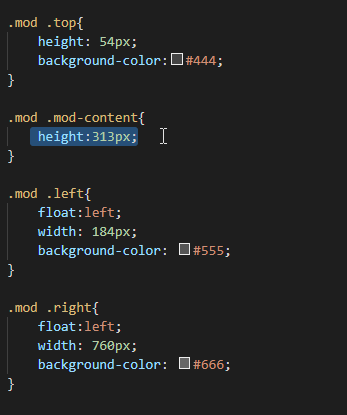 .mod .top{
height: 54px;
background-color:#444;
}
.mod .mod-content{
height:313px;
}
.mod .left{
float:left;
width: 184px;
background-color: #555;
}
.mod .right{
float:left;
width: 760px;
background-color: #666;
}